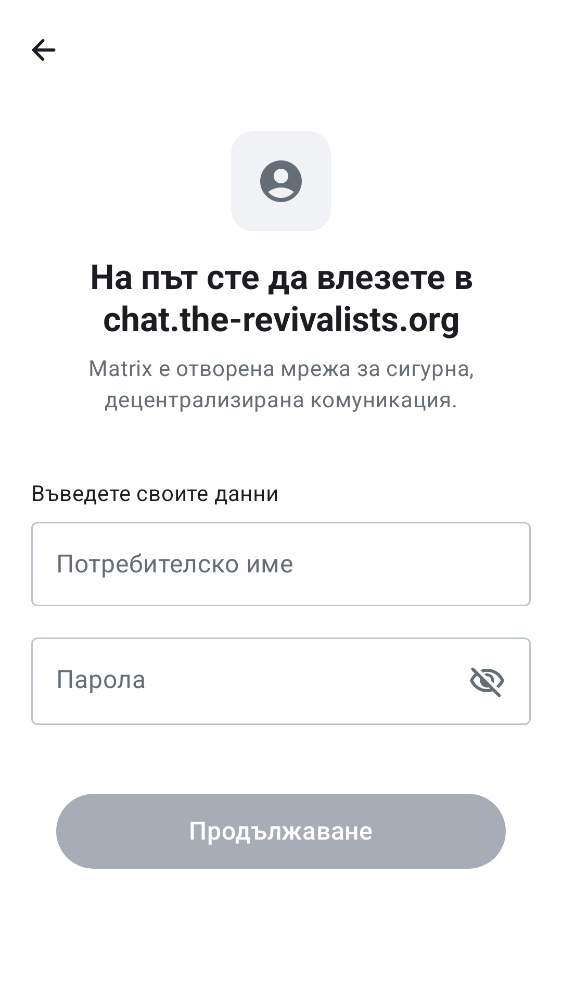 На път сте да влезете в
chat.the-revivalists.org
Matrix е отворена мрежа за сигурна,
децентрализирана комуникация.
Въведете своите данни
Потребителско име
Парола
Продължаване